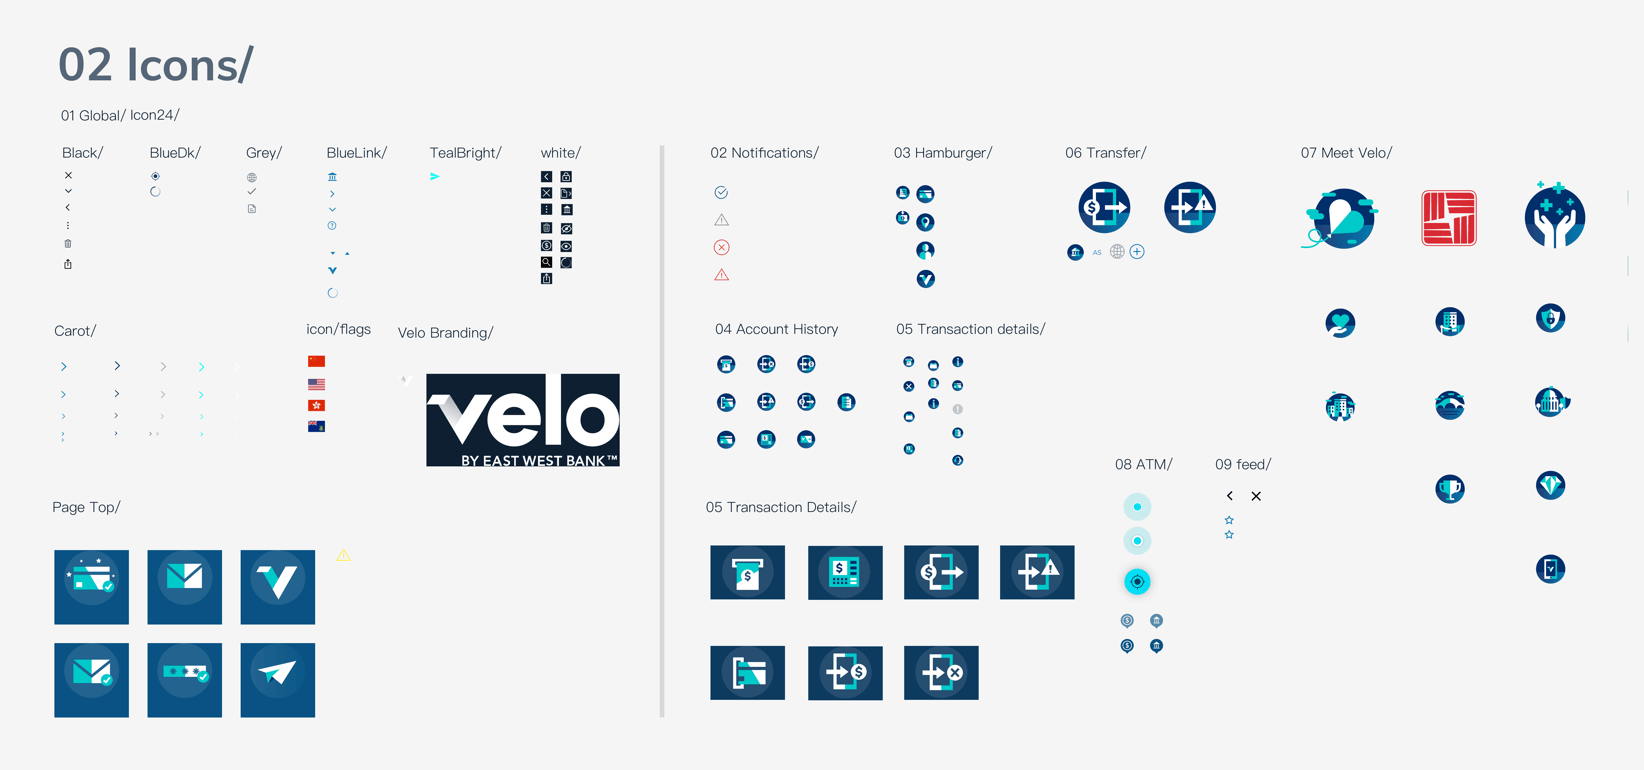 02 Icons/
01 Global/ Icon24/
Black/
BlueDk/
Grey/
BlueLink/
TealBright/
white/
02 Notifications/
03 Hamburger/
06 Transfer/
07 Meet Velo/
AS
Carot/
icon/flags
Velo Branding/
04 Account History
05 Transaction details/
velo
BY EAST WEST BANK™
08 ATM/
09 feed/
Page Top/
05 Transaction Details/